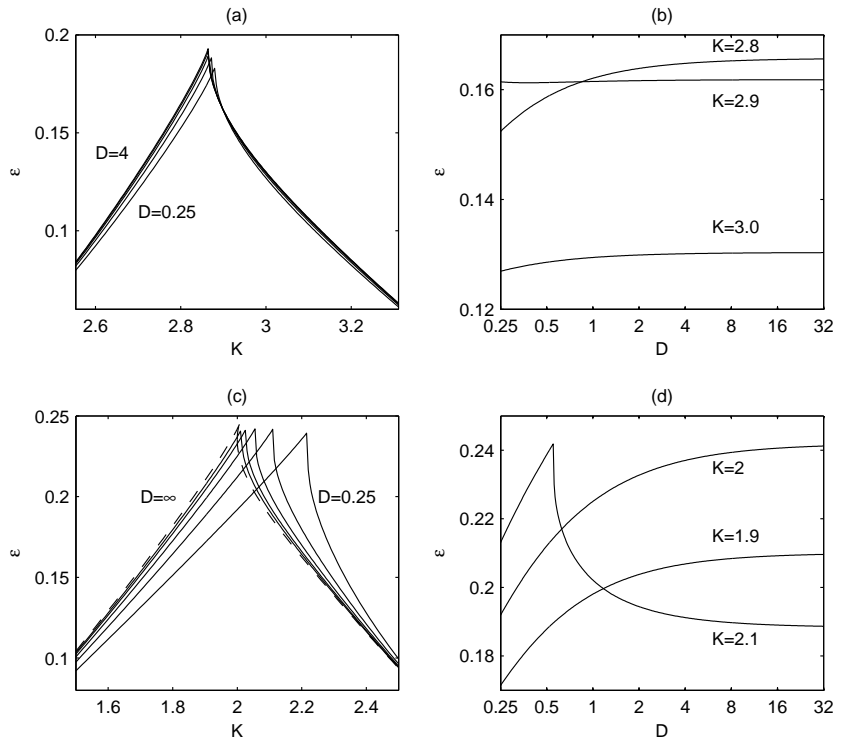 (a)
0.2
0.15
0.1
ε
D=4
D=0.25
2.6 2.8 3 3.2
K
(b)
0.16
0.14
0.12
ε
K=2.8
K=2.9
K=3.0
0.25 0.5 1 2 4 8 16 32
D
(c)
0.25
0.2
0.15
0.1
ε
D=∞
D=0.25
1.6 1.8 2 2.2 2.4
K
(d)
0.24
0.22
0.2
0.18
ε
K=2
K=1.9
K=2.1
0.25 0.5 1 2 4 8 16 32
D